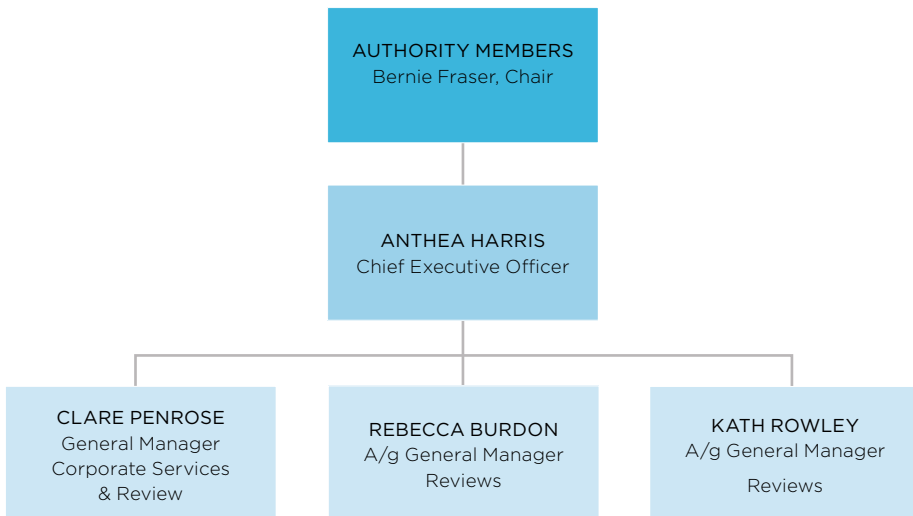 AUTHORITY MEMBERS
Bernie Fraser, Chair
ANTHEA HARRIS
Chief Executive Officer
CLARE PENROSE
General Manager
Corporate Services
& Review
REBECCA BURDON
A/g General Manager
Reviews
KATH ROWLEY
A/g General Manager
Reviews